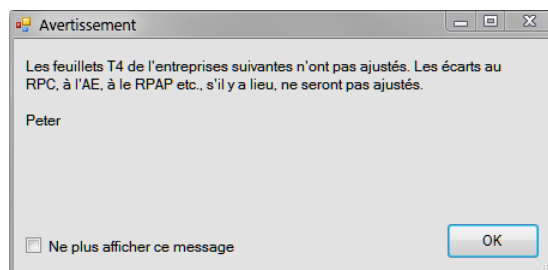 Avertissement
Les feuillets T4 de l'entreprises suivantes n'ont pas ajustés. Les écarts au
RPC, à l'AE, à le RPAP etc., s'il y a lieu, ne seront pas ajustés.
Peter
Ne plus afficher ce message
OK